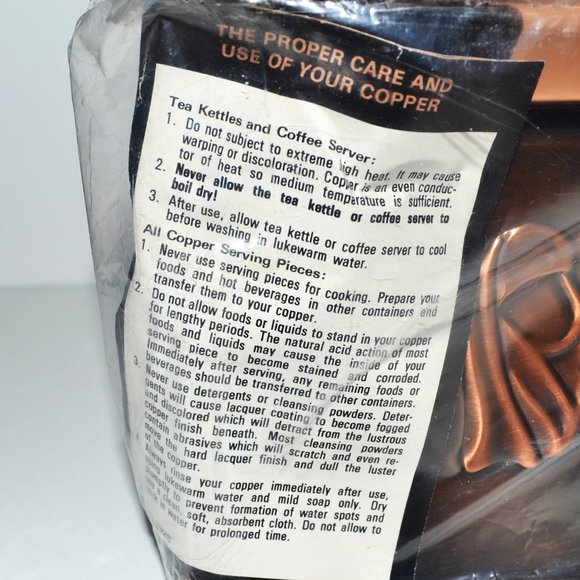 THE PROPER CARE AND
USE OF YOUR COPPER
Tea Kettles and Coffee Server:
1. Do not subject to extreme high heat. It may cause
warping or discoloration. Copper is an even conduc-
tor of heat so medium temperature is sufficient.
2. Never allow the tea kettle or coffee server to
boil dry!
3. After use, allow tea kettle or coffee server to cool
before washing in lukewarm water.
All Copper Serving Pieces:
1. Never use serving pieces for cooking. Prepare your
foods and hot beverages in other containers and
transfer them to your copper.
2. Do not allow foods or liquids to stand in your copper
for lengthy periods. The natural acid action of most
foods and liquids may cause the inside of your
serving piece to become stained and corroded.
Immediately after serving, any remaining foods or
beverages should be transferred to other containers.
3. Never use detergents or cleansing powders. Deter-
gents will cause lacquer coating to become fogged
and discolored which will detract from the lustrous
copper finish beneath. Most cleansing powders
contain abrasives which will scratch and even re-
move the hard lacquer finish and dull the luster
of the copper.
Always rinse your copper immediately after use,
using lukewarm water and mild soap only. Dry
promptly to prevent formation of water spots and
clean, soft, absorbent cloth. Do not allow to
in water for prolonged time.